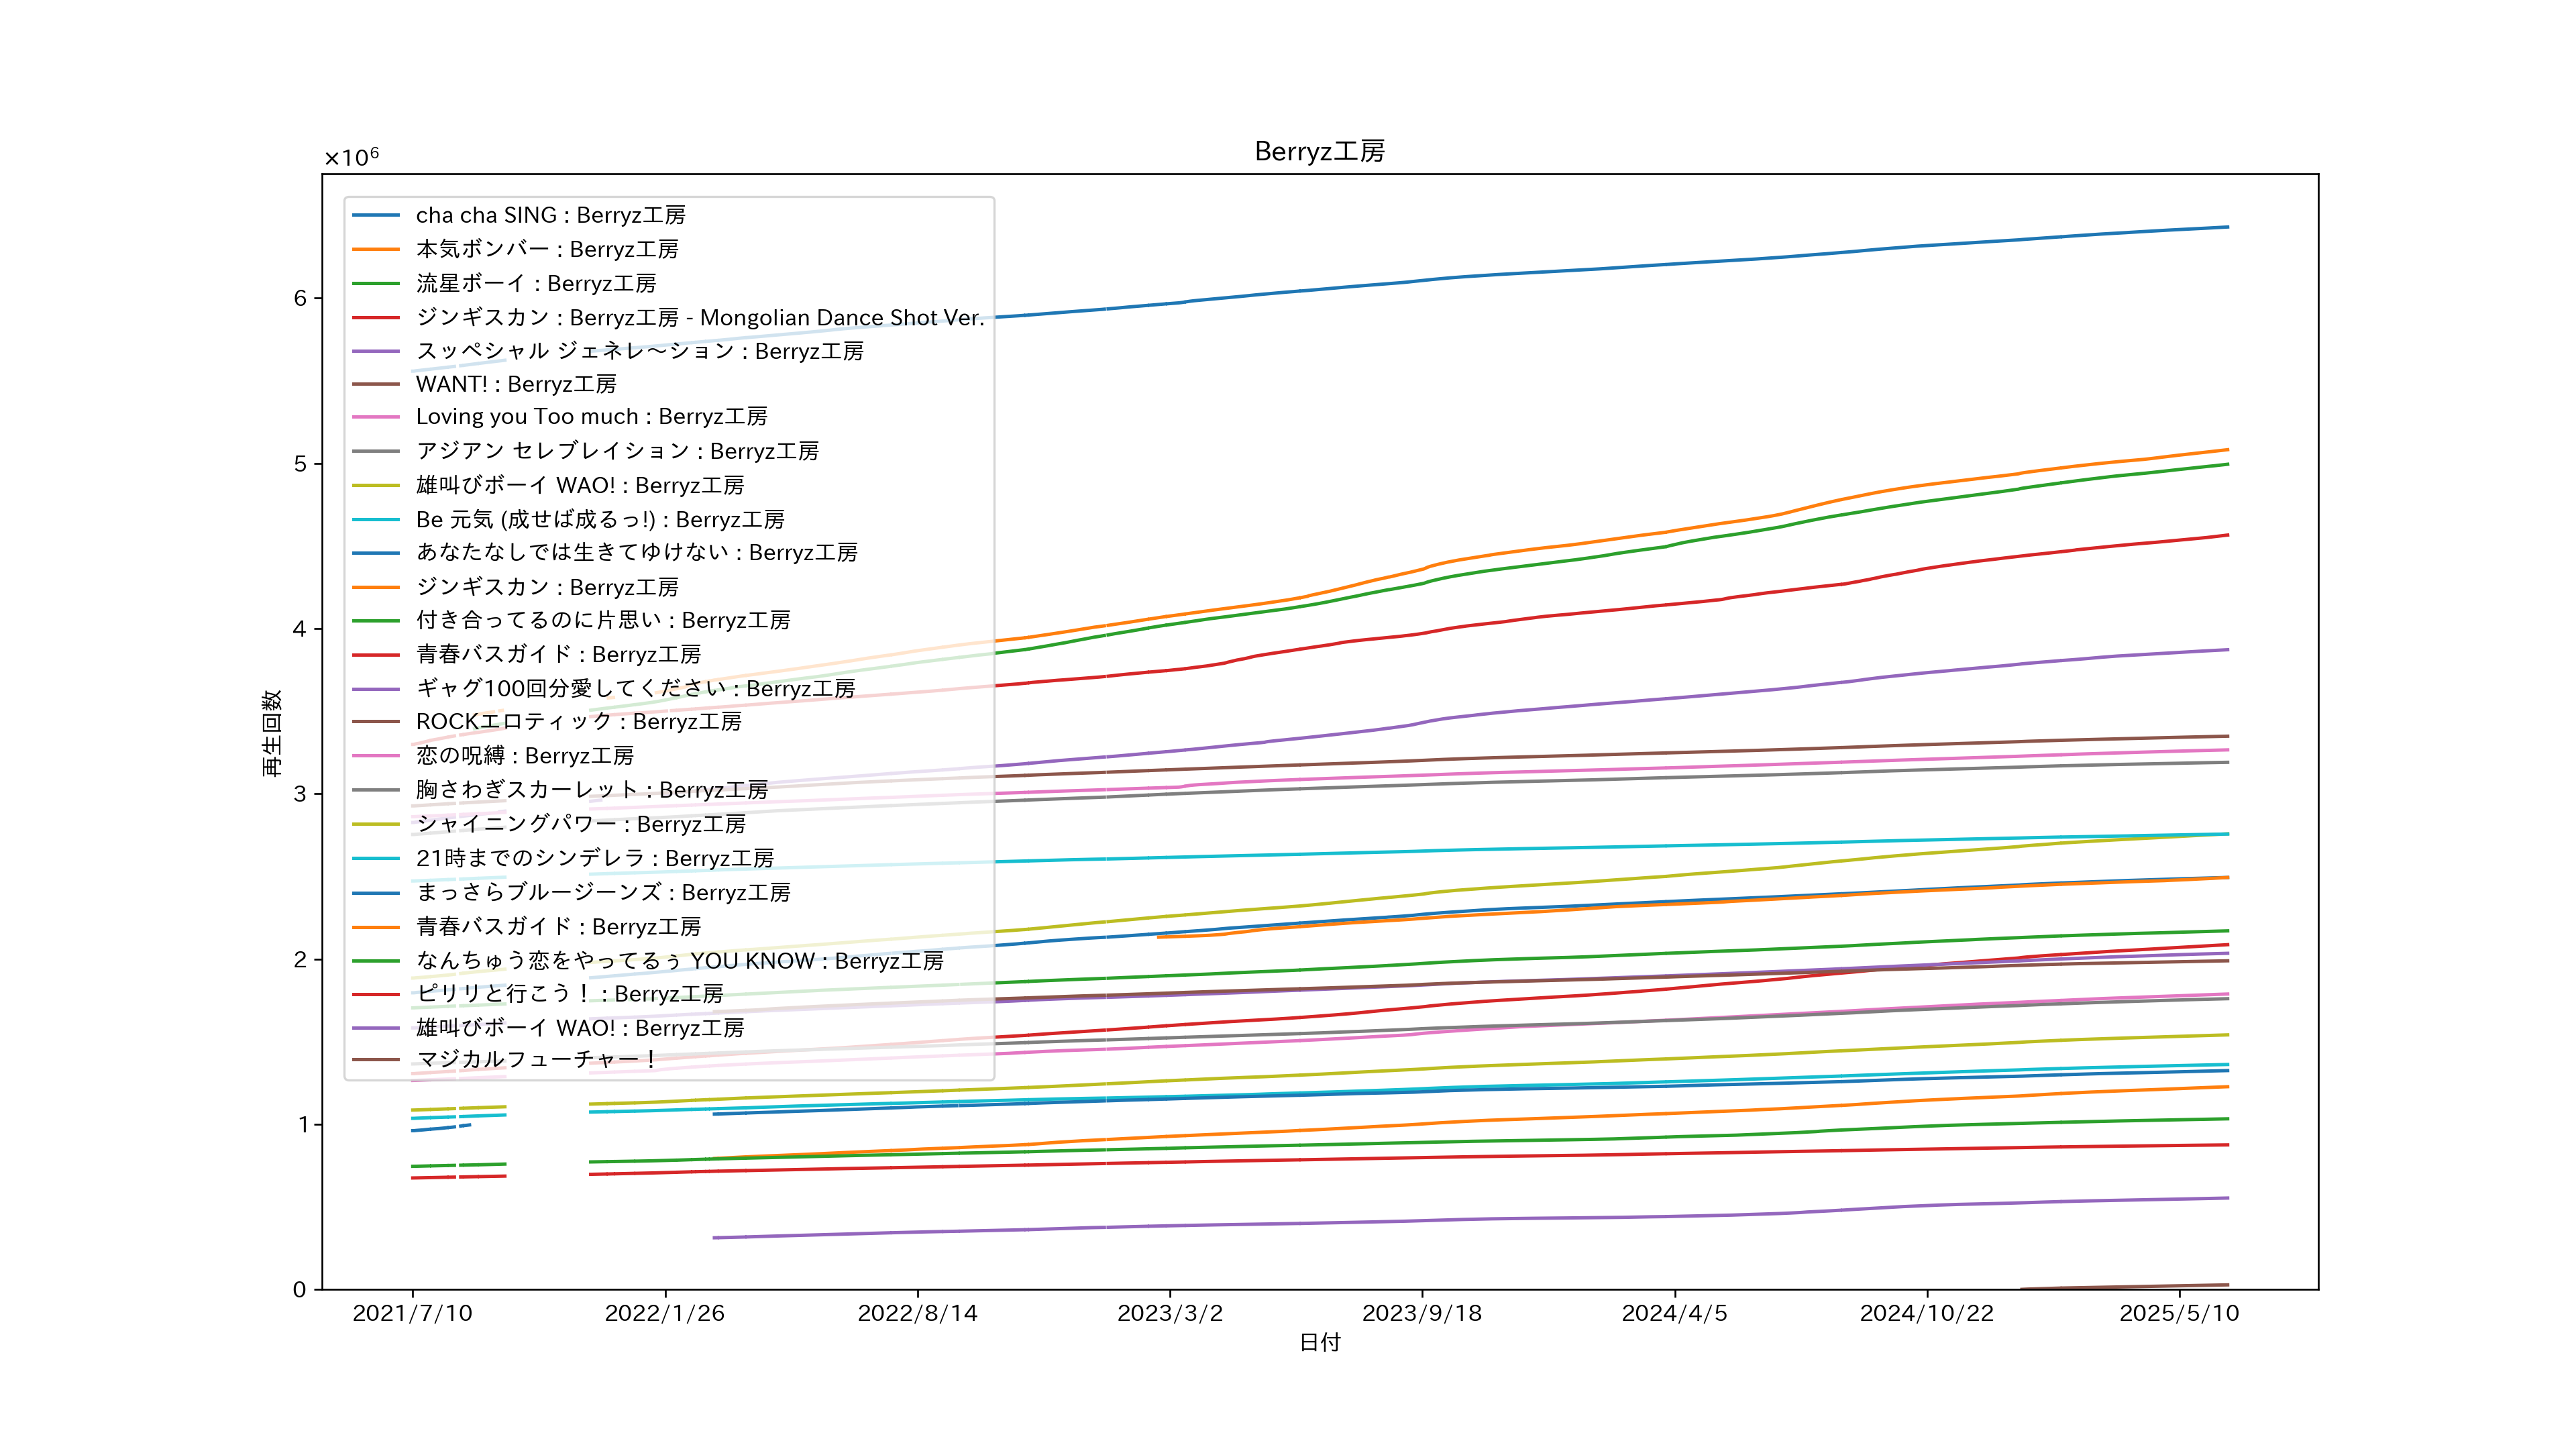 Berryz工房
×10⁶
cha cha SING : Berryz工房
本気ボンバー : Berryz工房
流星ボーイ : Berryz工房
ジンギスカン : Berryz工房 - Mongolian Dance Shot Ver.
スッペシャル ジェネレ～ション : Berryz工房
WANT! : Berryz工房
Loving you Too much : Berryz工房
アジアン セレブレイション : Berryz工房
雄叫びボーイ WAO! : Berryz工房
Be 元気 (成せば成るっ!) : Berryz工房
あなたなしでは生きてゆけない : Berryz工房
ジンギスカン : Berryz工房
付き合ってるのに片思い : Berryz工房
青春バスガイド : Berryz工房
ギャグ100回分愛してください : Berryz工房
ROCKエロティック : Berryz工房
恋の呪縛 : Berryz工房
胸さわぎスカーレット : Berryz工房
シャイニングパワー : Berryz工房
21時までのシンデレラ : Berryz工房
まっさらブルージーンズ : Berryz工房
青春バスガイド : Berryz工房
なんちゅう恋をやってるぅ YOU KNOW : Berryz工房
ピリリと行こう！ : Berryz工房
雄叫びボーイ WAO! : Berryz工房
マジカルフューチャー！
6
5
4
3
2
1
0
再生回数
2021/7/10
2022/1/26
2022/8/14
2023/3/2
2023/9/18
2024/4/5
2024/10/22
2025/5/10
日付